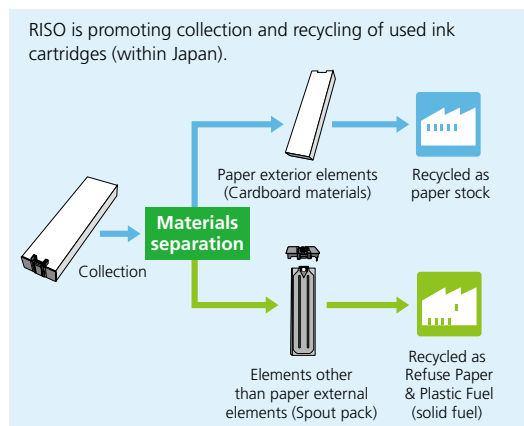 RISO is promoting collection and recycling of used ink
cartridges (within Japan).
Paper exterior elements
(Cardboard materials)
Recycled as
paper stock
Materials
separation
Collection
Elements other
than paper external
elements (Spout pack)
Recycled as
Refuse Paper
& Plastic Fuel
(solid fuel)